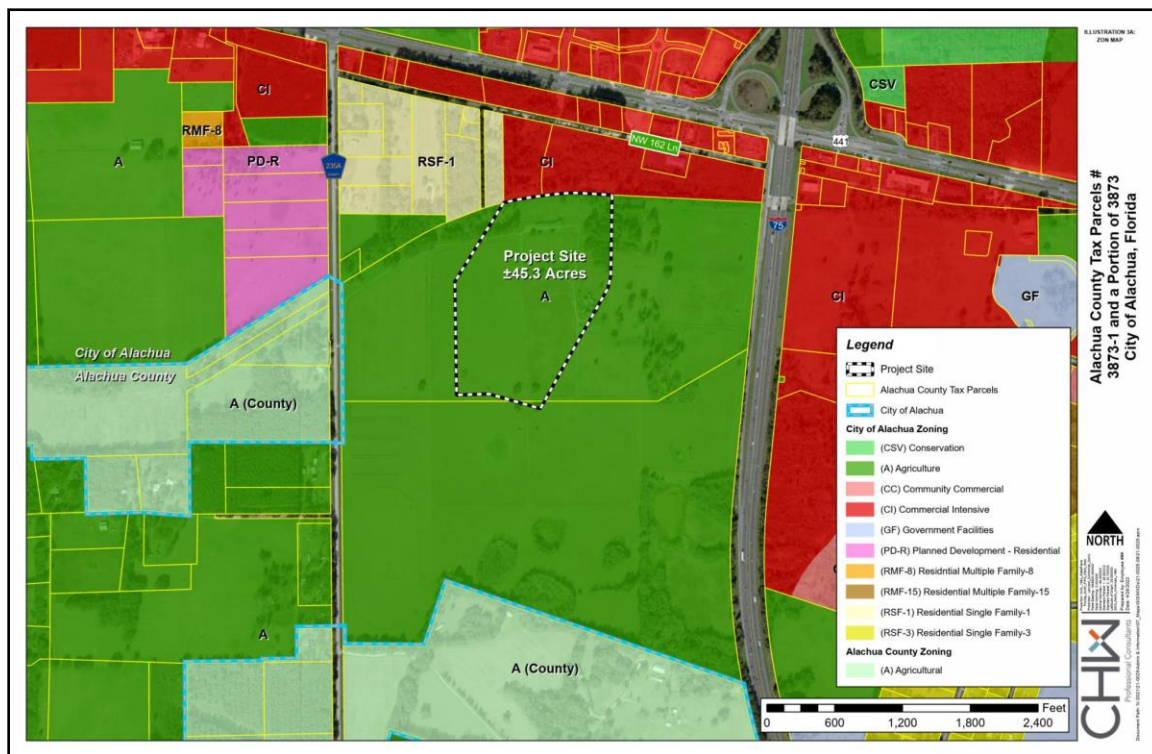 ILLUSTRATION 3A:
ZON MAP
Alachua County Tax Parcels #
3873-1 and a Portion of 3873
City of Alachua, Florida
CI
CSV
RMF-8
441
A
PD-R
235A
RSF-1
CI
NW 162 Ln
75
Project Site
±45.3 Acres
A
CI
GF
City of Alachua
Alachua County
A (County)
Legend
Project Site
Alachua County Tax Parcels
City of Alachua
City of Alachua Zoning
(CSV) Conservation
(A) Agriculture
(CC) Community Commercial
(CI) Commercial Intensive
(GF) Government Facilities
(PD-R) Planned Development - Residential
(RMF-8) Residntial Multiple Family-8
(RMF-15) Residential Multiple Family-15
(RSF-1) Residential Single Family-1
(RSF-3) Residential Single Family-3
Alachua County Zoning
(A) Agricultural
A
A (County)
Feet
0 600 1,200 1,800 2,400
NORTH
CHW
Professional Consultants